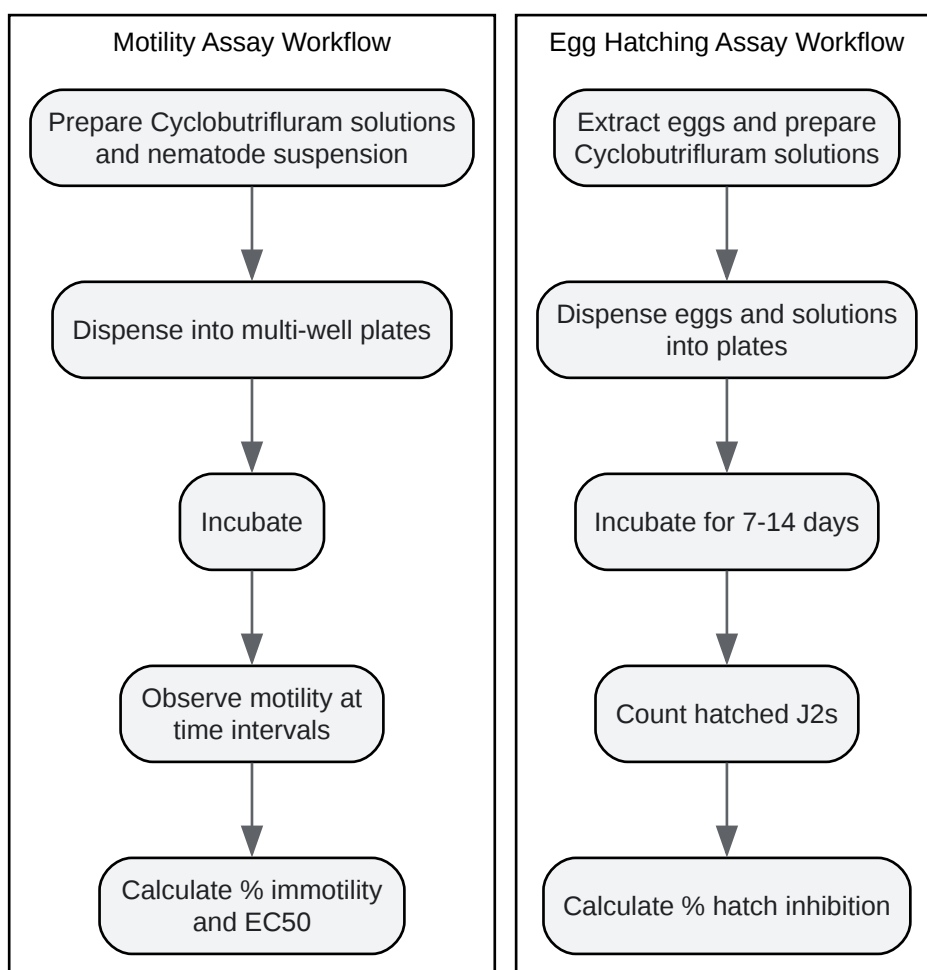 Motility Assay Workflow
Prepare Cyclobutrifluram solutions
and nematode suspension
Dispense into multi-well plates
Incubate
Observe motility at
time intervals
Calculate % immotility
and EC50
Egg Hatching Assay Workflow
Extract eggs and prepare
Cyclobutrifluram solutions
Dispense eggs and solutions
into plates
Incubate for 7-14 days
Count hatched J2s
Calculate % hatch inhibition